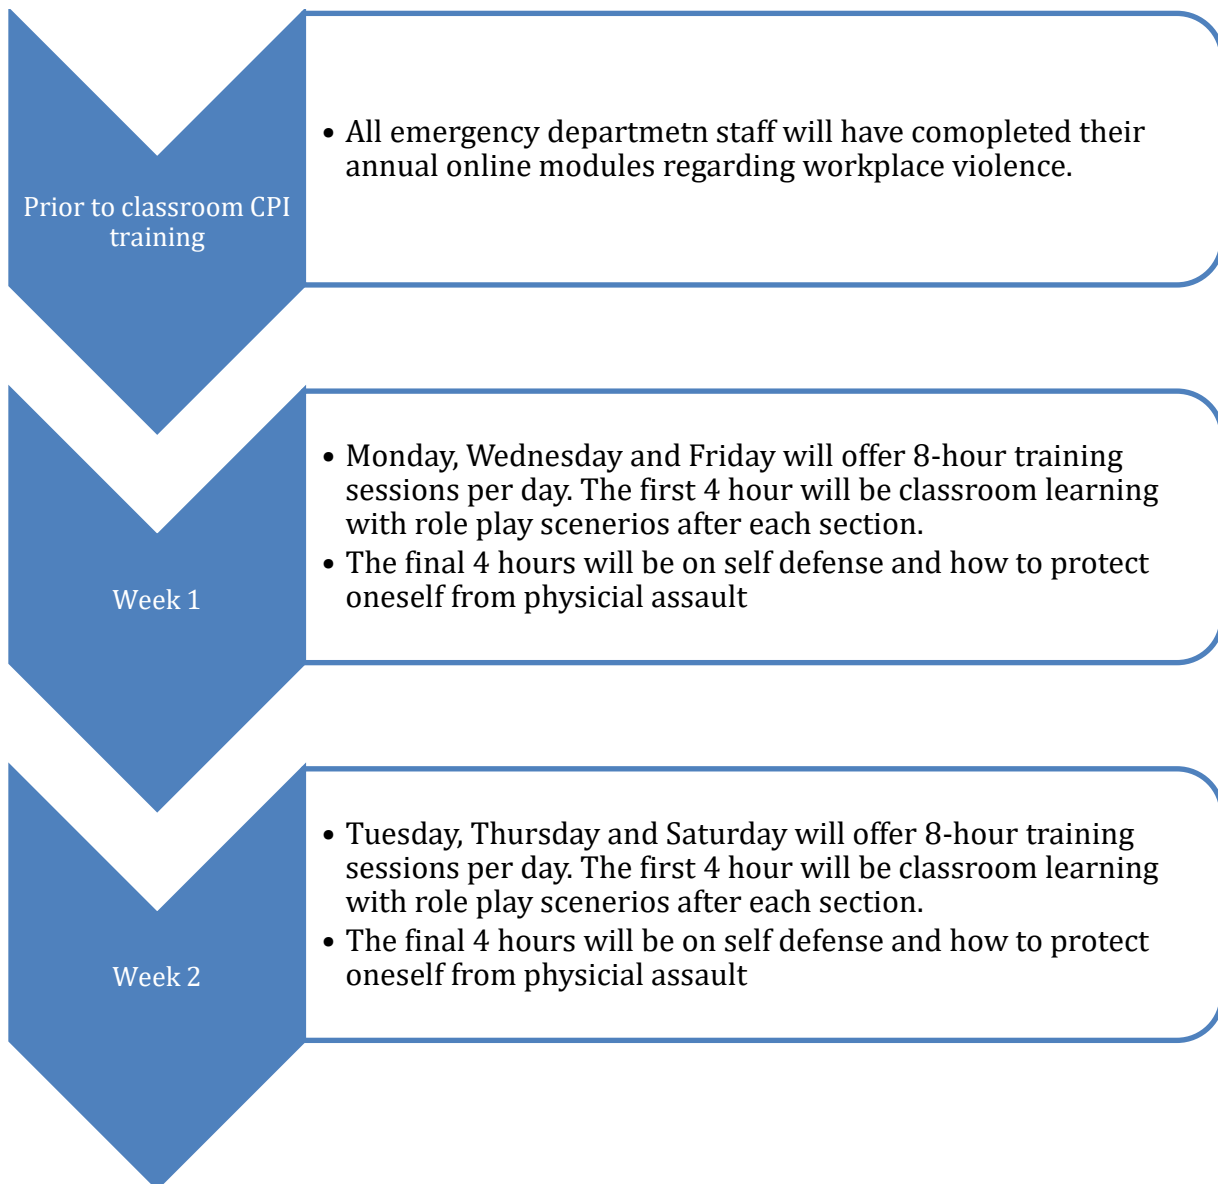 Prior to classroom CPI
training
• All emergency departmetn staff will have comopleted their
annual online modules regarding workplace violence.
Week 1
• Monday, Wednesday and Friday will offer 8-hour training
sessions per day. The first 4 hour will be classroom learning
with role play scenerios after each section.
• The final 4 hours will be on self defense and how to protect
oneself from physicial assault
Week 2
• Tuesday, Thursday and Saturday will offer 8-hour training
sessions per day. The first 4 hour will be classroom learning
with role play scenerios after each section.
• The final 4 hours will be on self defense and how to protect
oneself from physicial assault